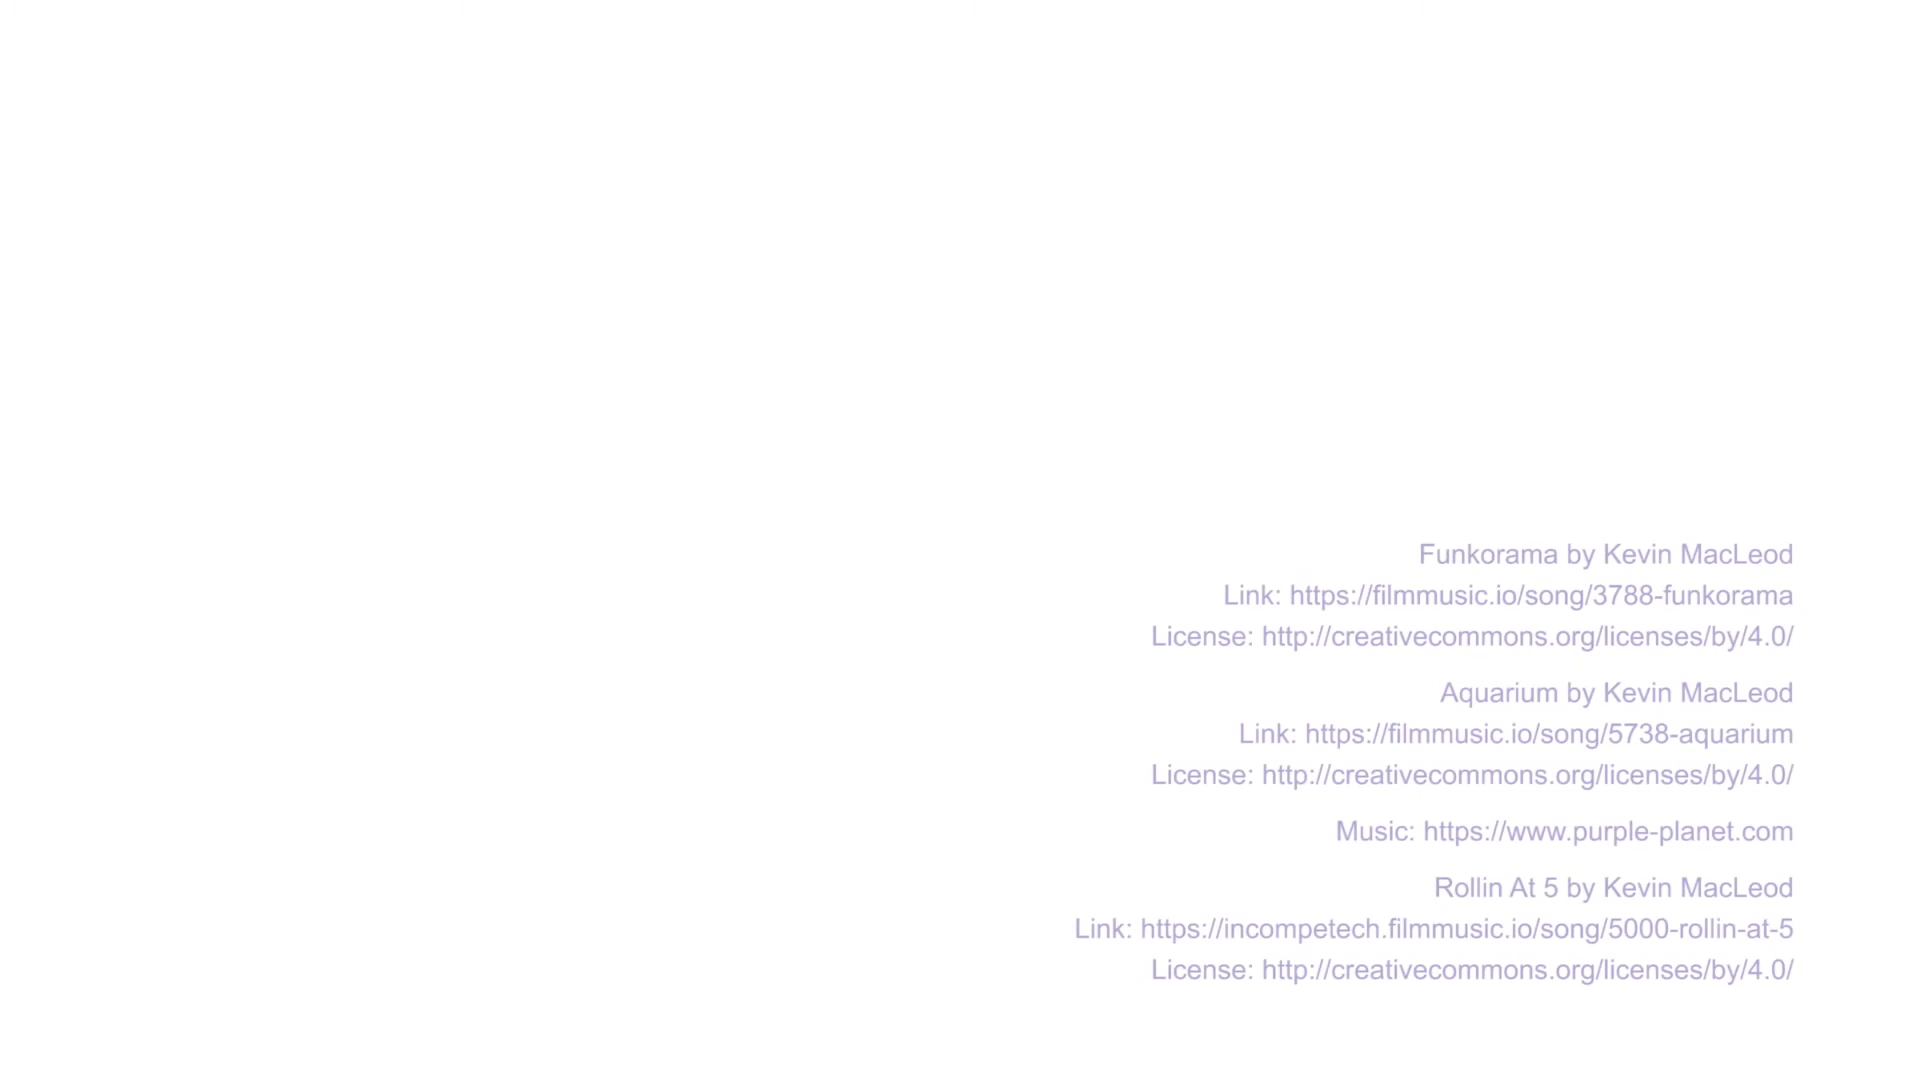 Funkorama by Kevin MacLeod
Link: https://filmmusic.io/song/3788-funkorama
License: http://creativecommons.org/licenses/by/4.0/
Aquarium by Kevin MacLeod
Link: https://filmmusic.io/song/5738-aquarium
License: http://creativecommons.org/licenses/by/4.0/
Music: https://www.purple-planet.com
Rollin At 5 by Kevin MacLeod
Link: https://incompetech.filmmusic.io/song/5000-rollin-at-5
License: http://creativecommons.org/licenses/by/4.0/